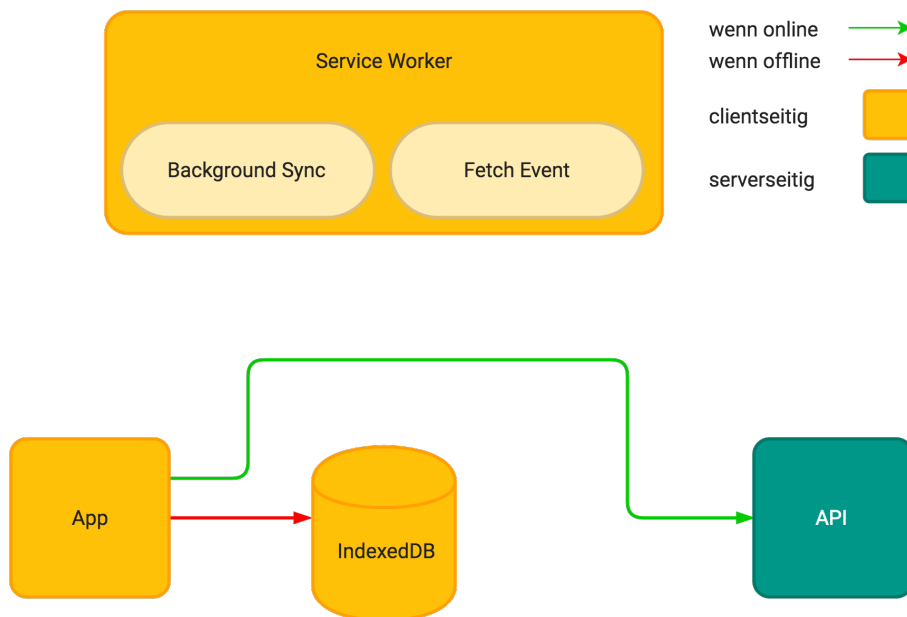 Service Worker
Background Sync
Fetch Event
wenn online
wenn offline
clientseitig
serverseitig
App
IndexedDB
API